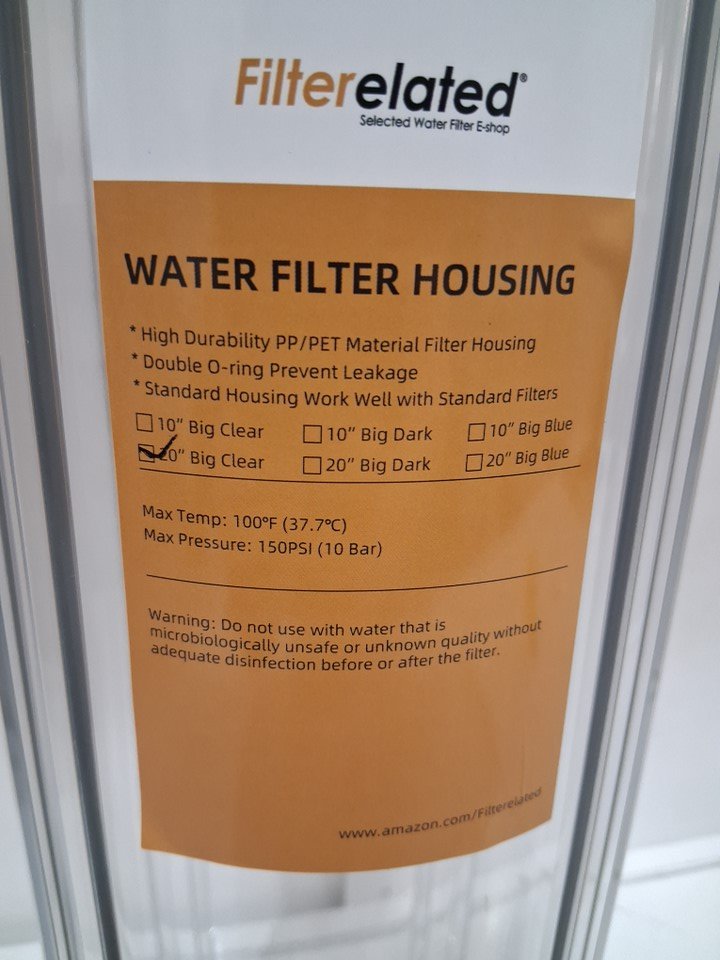 Filterelated®
Selected Water Filter E-shop
WATER FILTER HOUSING
* High Durability PP/PET Material Filter Housing
* Double O-ring Prevent Leakage
* Standard Housing Work Well with Standard Filters
☐ 10” Big Clear ☐ 10” Big Dark ☐ 10” Big Blue
☑ 20” Big Clear ☐ 20” Big Dark ☐ 20” Big Blue
Max Temp: 100°F (37.7℃)
Max Pressure: 150PSI (10 Bar)
Warning: Do not use with water that is
microbiologically unsafe or unknown quality without
adequate disinfection before or after the filter.
www.amazon.com/Filterelated